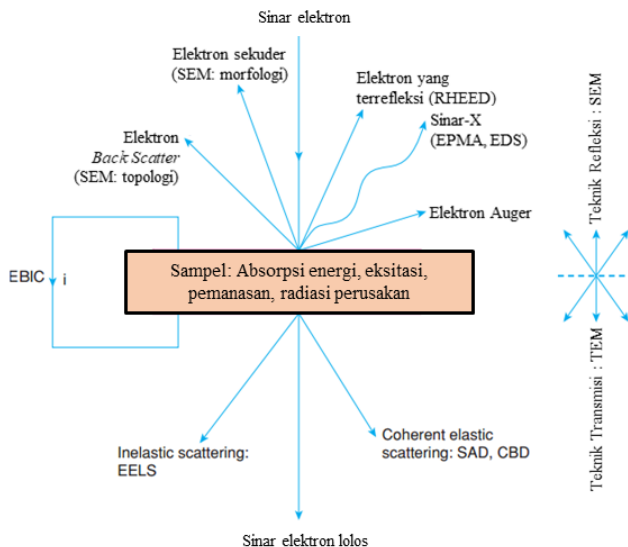 Sinar elektron
Elektron sekuder
(SEM: morfologi)
Elektron yang
terrefleksi (RHEED)
Sinar-X
(EPMA, EDS)
Elektron
Back Scatter
(SEM: topologi)
Elektron Auger
Teknik Refleksi : SEM
EBIC
i
Sampel: Absorpsi energi, eksitasi,
pemanasan, radiasi perusakan
Teknik Transmisi : TEM
Inelastic scattering:
EELS
Coherent elastic
scattering: SAD, CBD
Sinar elektron lolos